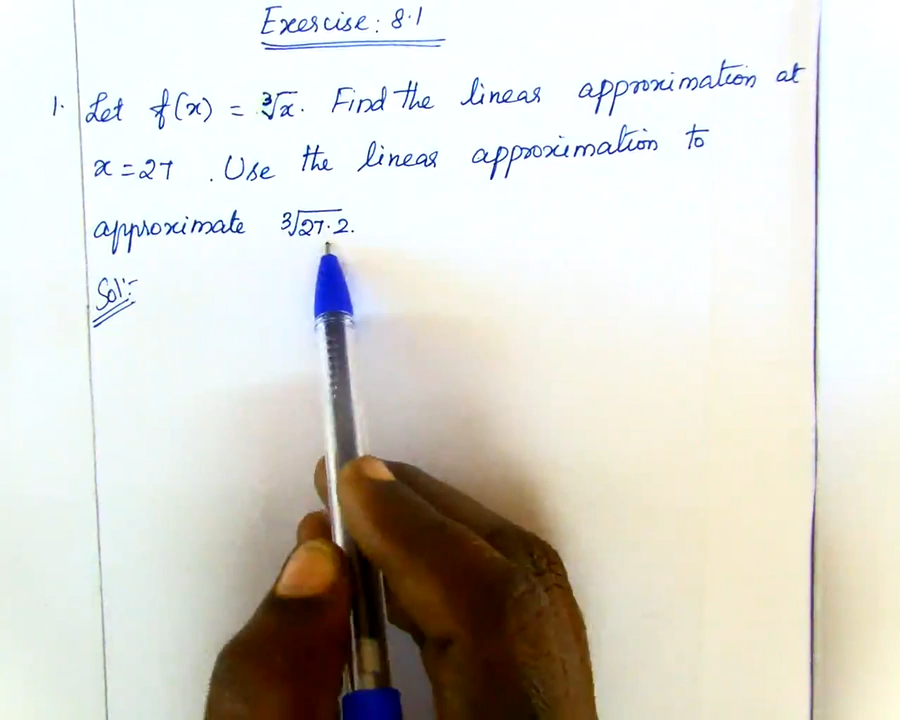 Exercise: 8.1
1. Let f(x) = ∛x. Find the linear approximation at
x = 27. Use the linear approximation to
approximate ∛27.2.
Sol:-